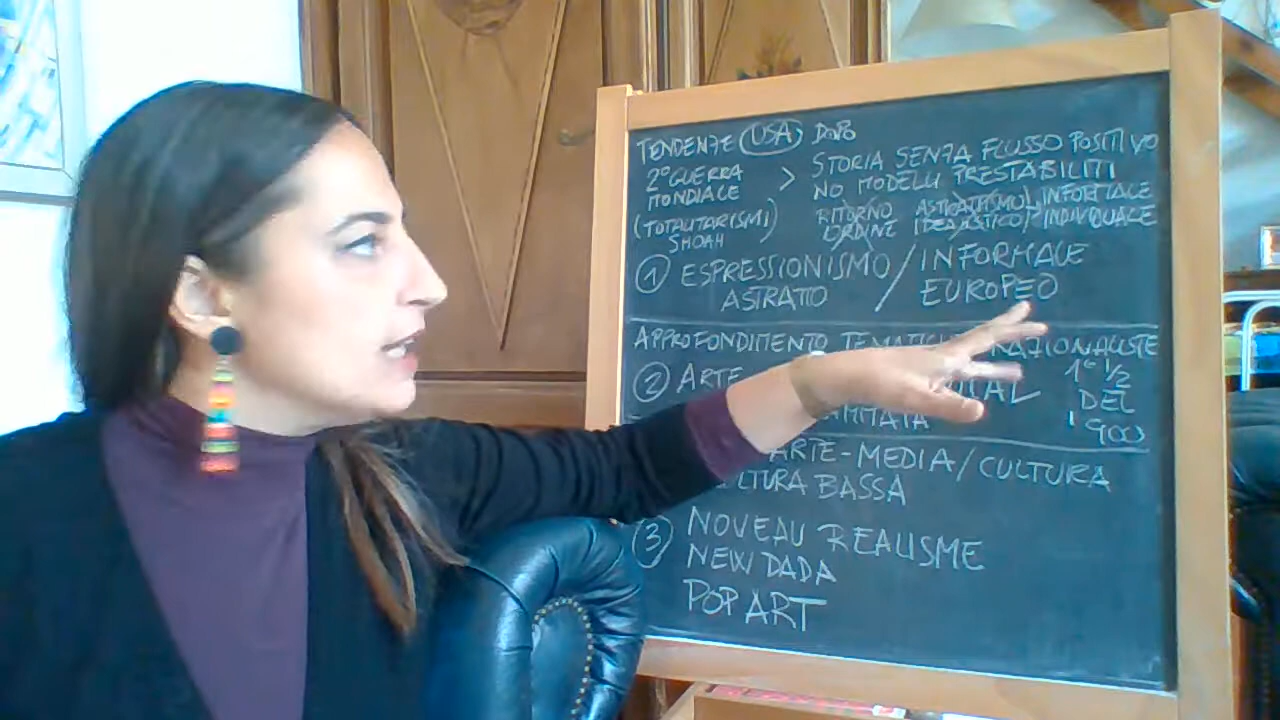 TENDENZE USA DOPO
2° GUERRA
MONDIALE
(TOTALITARISMI)
SHOAH
> STORIA SENZA FLUSSO POSITIVO
NO MODELLI PRESTABILITI
RITORNO
ORDINE
ASTRATTISMO INFORMALE
INDIVIDUALE
1 ESPRESSIONISMO / INFORMALE
ASTRATTO EUROPEO
APPROFONDIMENTO
RAZIONALISTE
1° 1/2
DEL
'900
2 ARTE
ARTE-MEDIA/CULTURA
BASSA
3 NOVEAU REALISME
NEW DADA
POP ART